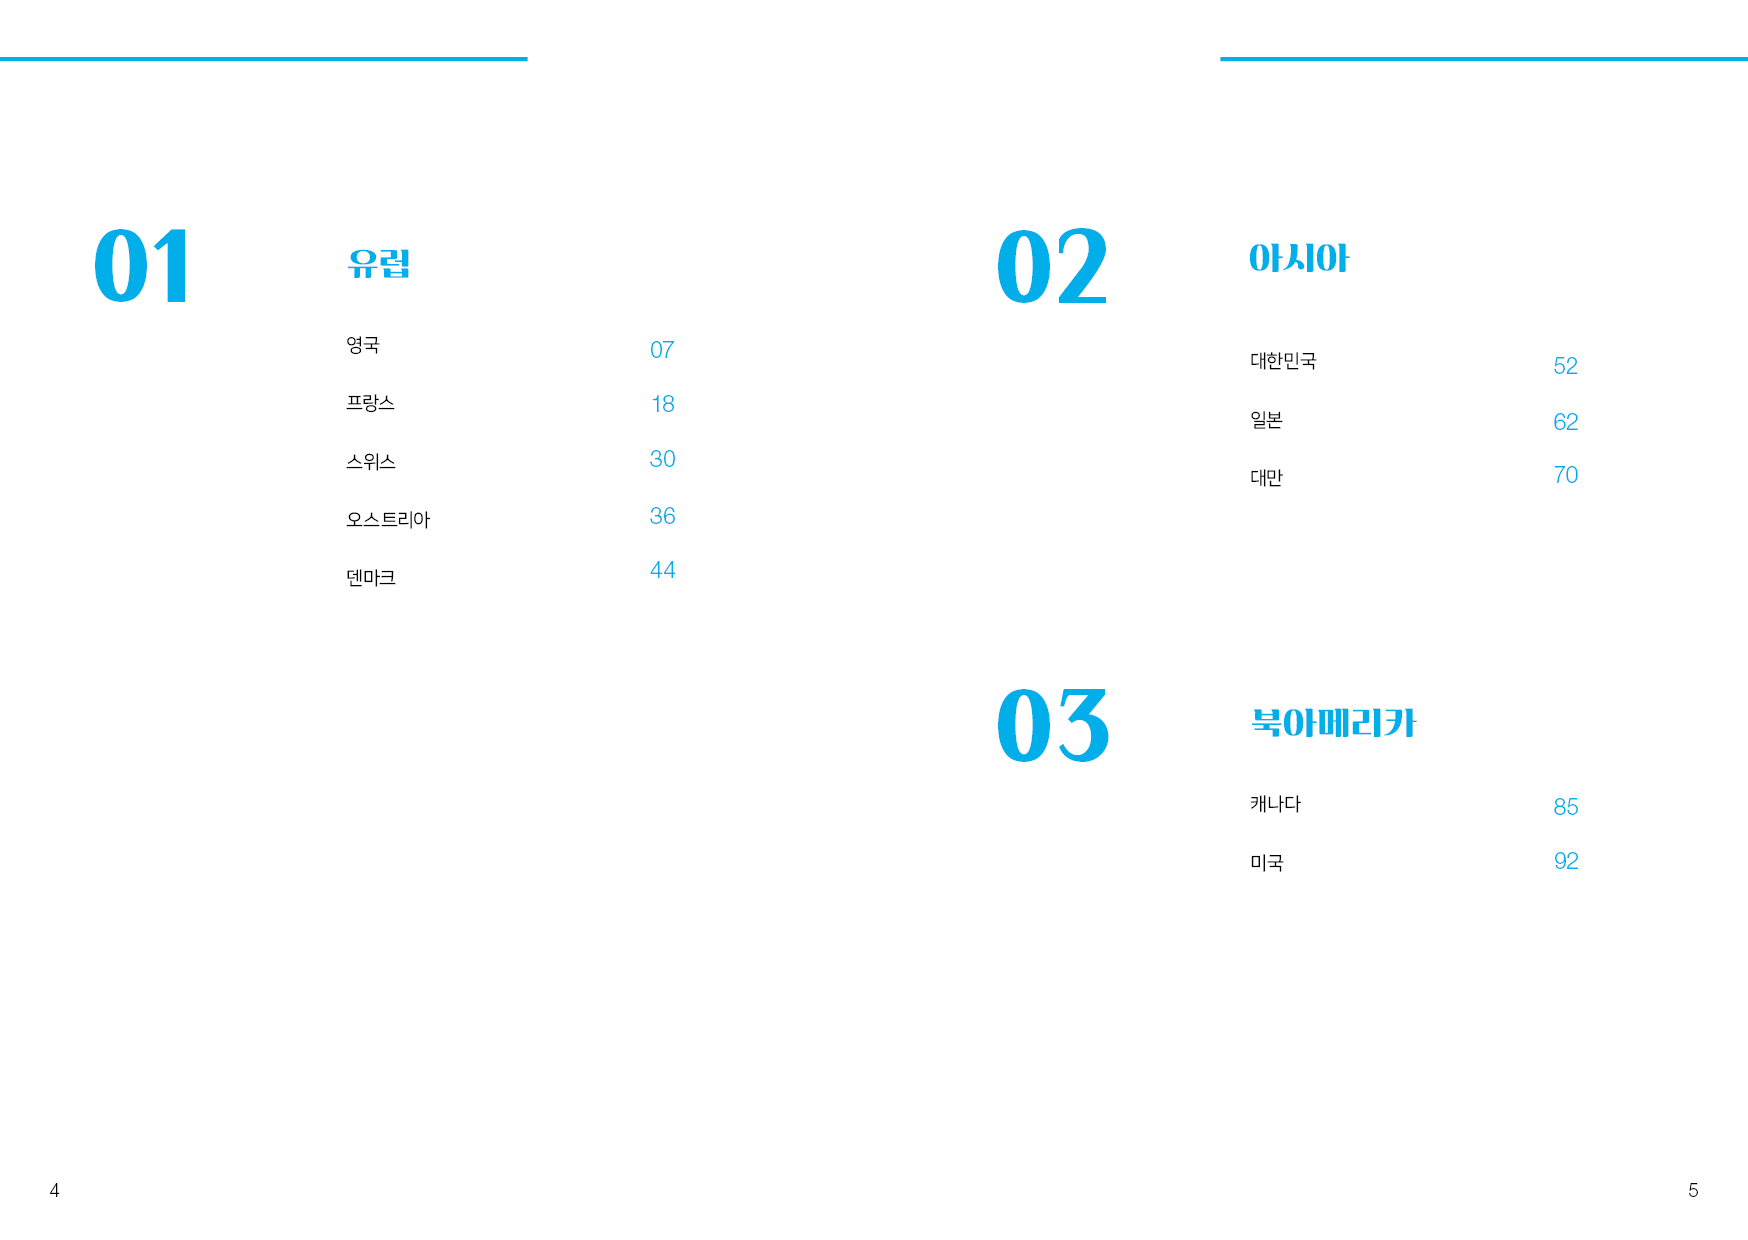 01 유럽
영국 07
프랑스 18
스위스 30
오스트리아 36
덴마크 44
4
02 아시아
대한민국 52
일본 62
대만 70
03 북아메리카
캐나다 85
미국 92
5